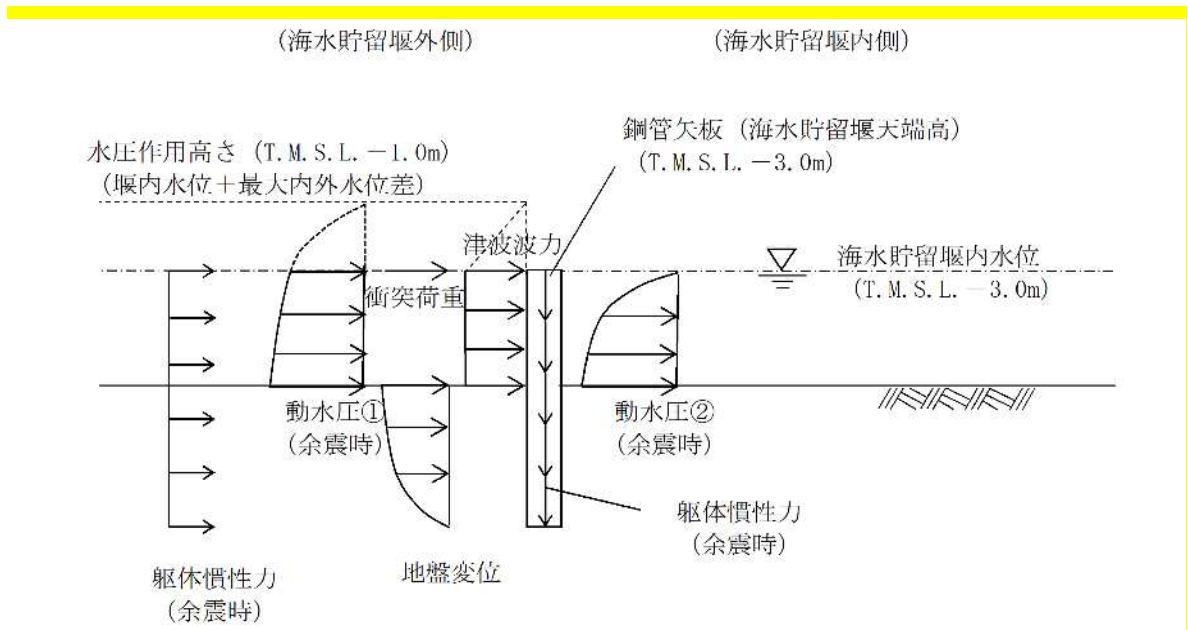 (海水貯留堰外側)
(海水貯留堰内側)
鋼管矢板 (海水貯留堰天端高)
(T.M.S.L.－3.0m)
水圧作用高さ (T.M.S.L.－1.0m)
(堰内水位＋最大内外水位差)
津波波力
海水貯留堰内水位
(T.M.S.L.－3.0m)
衝突荷重
動水圧①
(余震時)
動水圧②
(余震時)
躯体慣性力
(余震時)
地盤変位
躯体慣性力
(余震時)